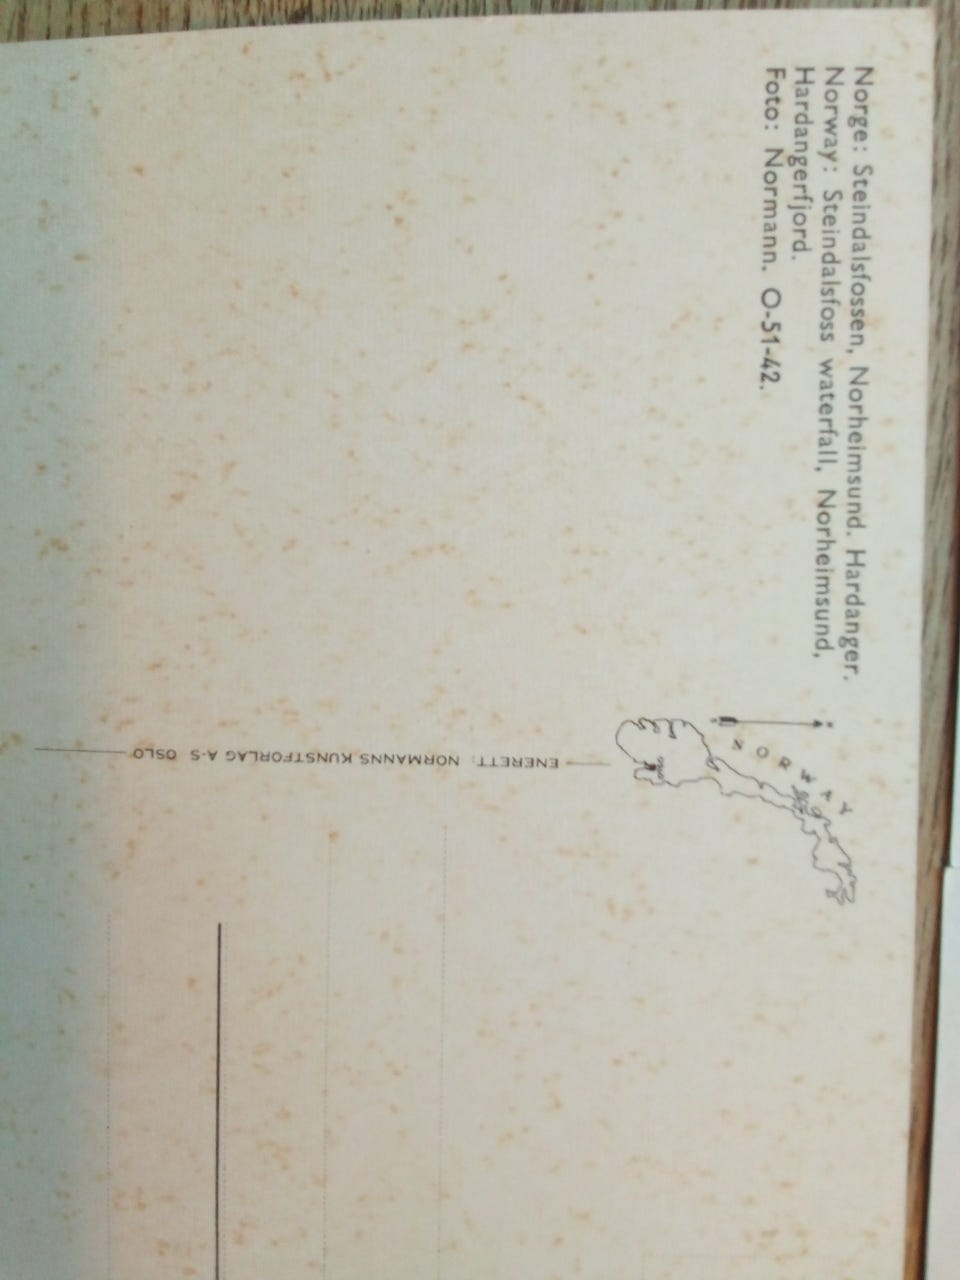 Norge: Steindalsfossen, Norheimsund. Hardanger.
Norway: Steindalsfoss waterfall, Norheimsund,
Hardangerfjord.
Foto: Normann. O-51-42.
NORWAY
ENERETT: NORMANNS KUNSTFORLAG A-S OSLO